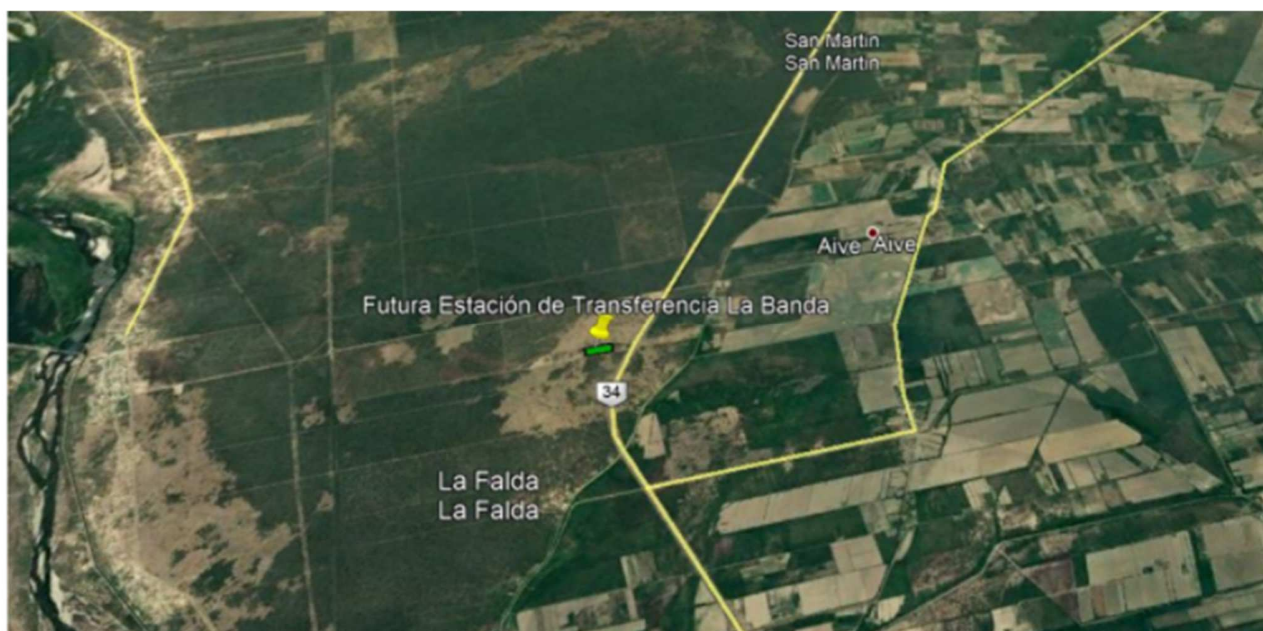 San Martin
San Martin
Aive Aive
Futura Estación de Transferencia La Banda
34
La Falda
La Falda